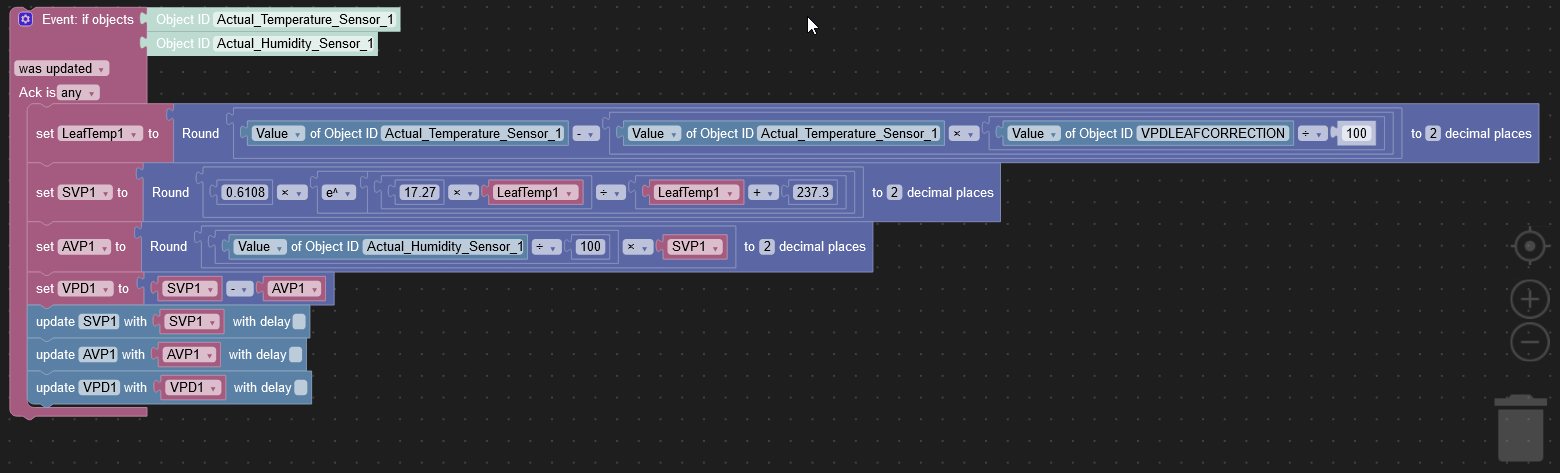 Event: if objects Object ID Actual_Temperature_Sensor_1
Object ID Actual_Humidity_Sensor_1
was updated
Ack is any
set LeafTemp1 to Round Value of Object ID Actual_Temperature_Sensor_1 - Value of Object ID Actual_Temperature_Sensor_1 × Value of Object ID VPDLEAFCORRECTION ÷ 100 to 2 decimal places
set SVP1 to Round 0.6108 × e^ 17.27 × LeafTemp1 ÷ LeafTemp1 + 237.3 to 2 decimal places
set AVP1 to Round Value of Object ID Actual_Humidity_Sensor_1 ÷ 100 × SVP1 to 2 decimal places
set VPD1 to SVP1 - AVP1
update SVP1 with SVP1 with delay
update AVP1 with AVP1 with delay
update VPD1 with VPD1 with delay